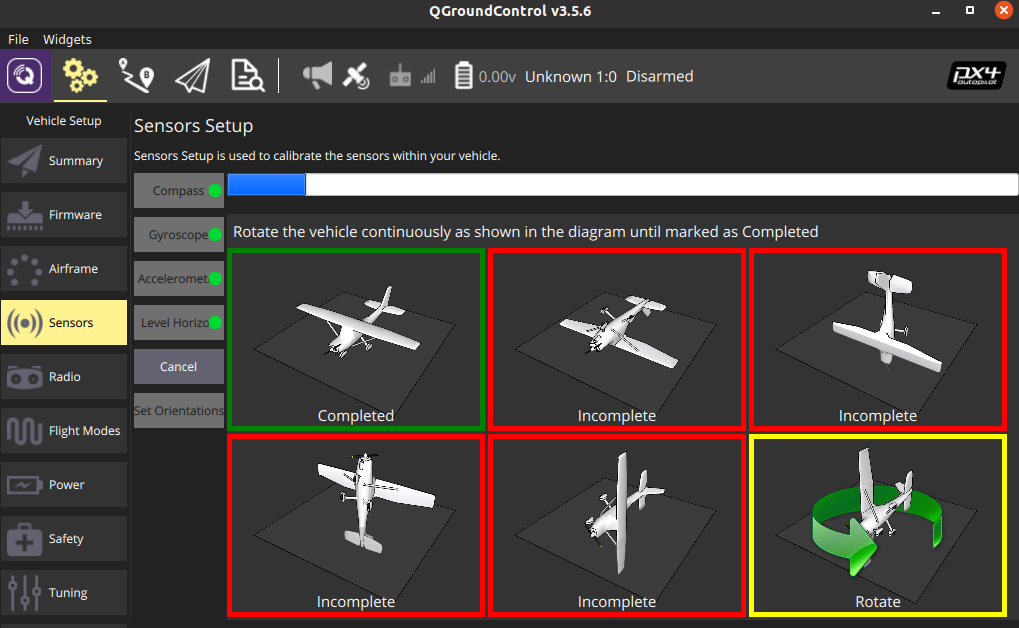 QGroundControl v3.5.6
File Widgets
0.00v Unknown 1:0 Disarmed
px4
autopilot
Vehicle Setup
Summary
Firmware
Airframe
Sensors
Radio
Flight Modes
Power
Safety
Tuning
Sensors Setup
Sensors Setup is used to calibrate the sensors within your vehicle.
Compass
Gyroscope
Acceleromet
Level Horizo
Cancel
Set Orientations
Rotate the vehicle continuously as shown in the diagram until marked as Completed
Completed
Incomplete
Incomplete
Incomplete
Incomplete
Rotate